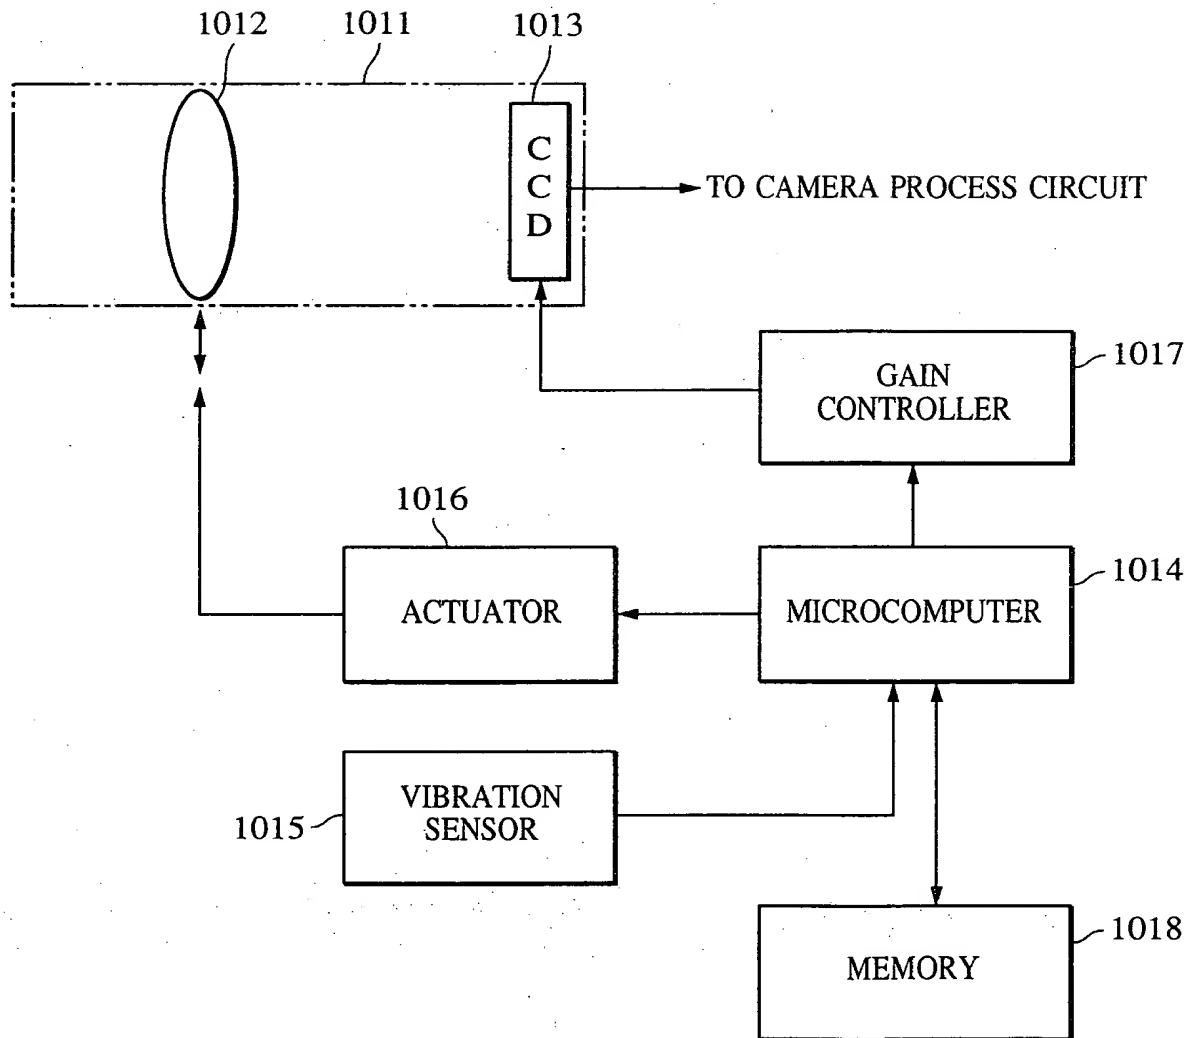 1012
1011
1013
C
C
D
TO CAMERA PROCESS CIRCUIT
1017
GAIN
CONTROLLER
1016
1014
ACTUATOR
MICROCOMPUTER
1015
VIBRATION
SENSOR
1018
MEMORY